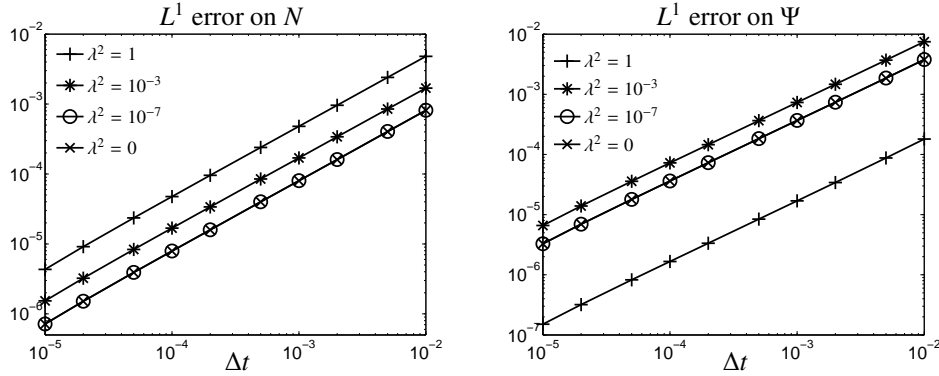 L¹ error on N
10⁻²
10⁻³
10⁻⁴
10⁻⁵
10⁻⁶
λ² = 1
λ² = 10⁻³
λ² = 10⁻⁷
λ² = 0
10⁻⁵ 10⁻⁴ 10⁻³ 10⁻²
Δt
L¹ error on Ψ
10⁻²
10⁻³
10⁻⁴
10⁻⁵
10⁻⁶
10⁻⁷
λ² = 1
λ² = 10⁻³
λ² = 10⁻⁷
λ² = 0
10⁻⁵ 10⁻⁴ 10⁻³ 10⁻²
Δt